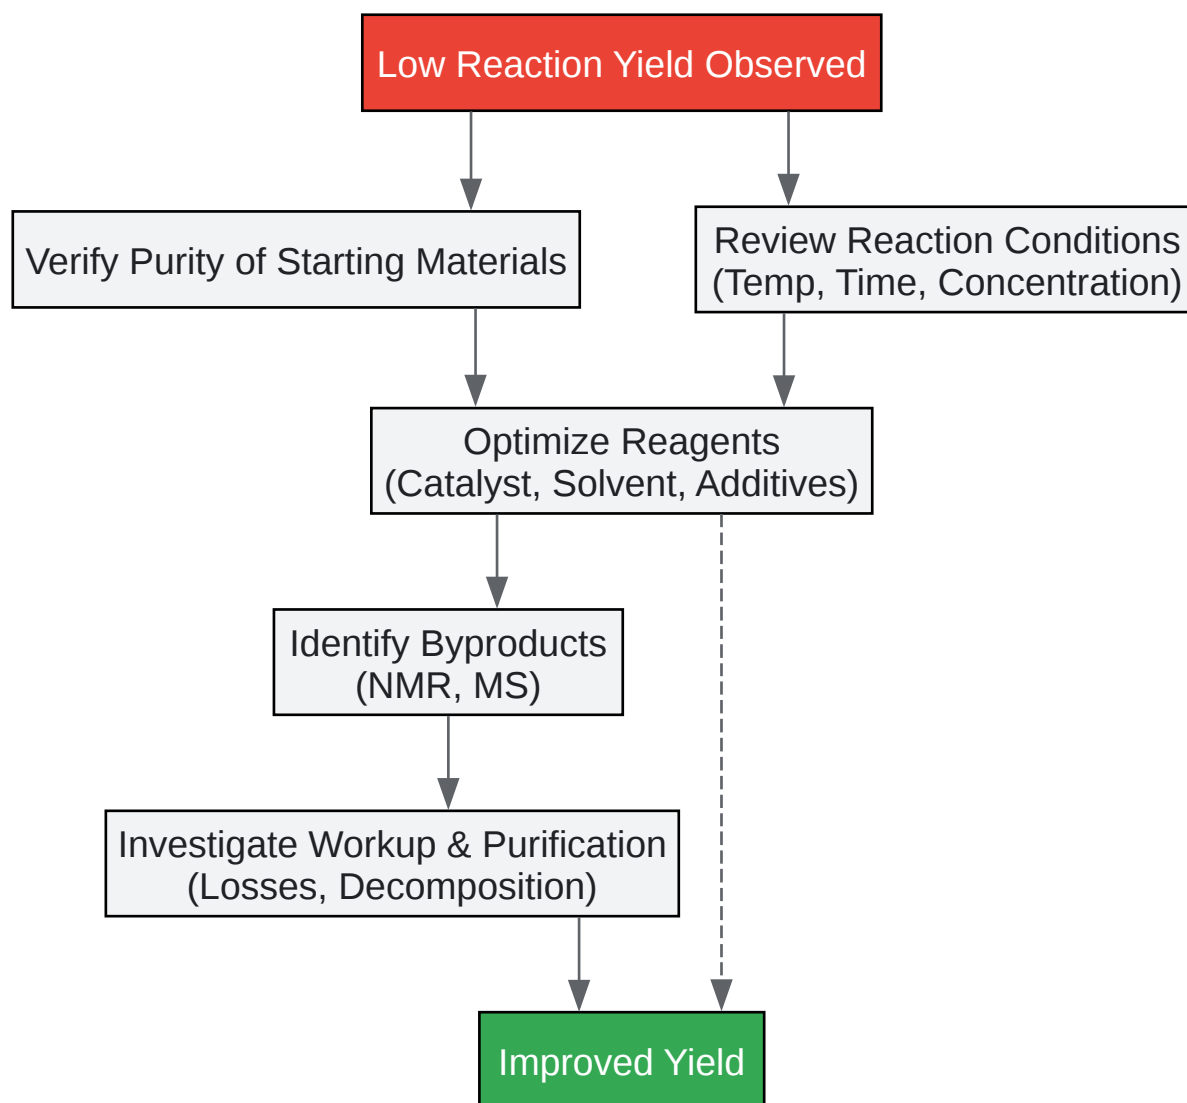 Low Reaction Yield Observed
Verify Purity of Starting Materials
Review Reaction Conditions
(Temp, Time, Concentration)
Optimize Reagents
(Catalyst, Solvent, Additives)
Identify Byproducts
(NMR, MS)
Investigate Workup & Purification
(Losses, Decomposition)
Improved Yield